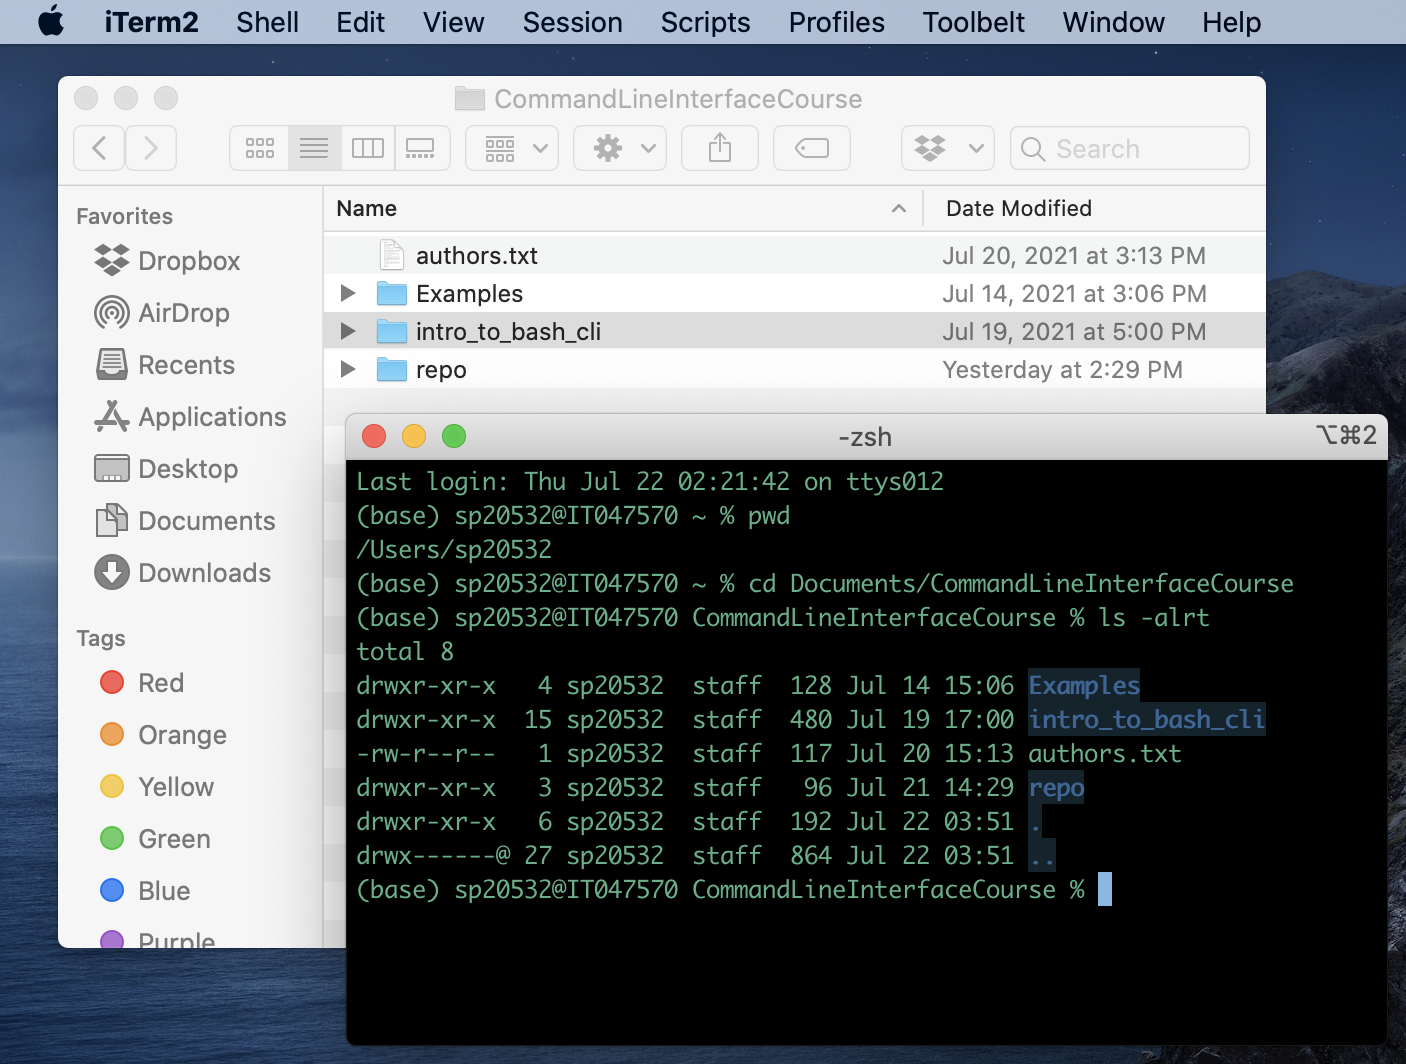 iTerm2 Shell Edit View Session Scripts Profiles Toolbelt Window Help
CommandLineInterfaceCourse
Search
Favorites
Dropbox
AirDrop
Recents
Applications
Desktop
Documents
Downloads
Tags
Red
Orange
Yellow
Green
Blue
Purple
Name Date Modified
authors.txt Jul 20, 2021 at 3:13 PM
Examples Jul 14, 2021 at 3:06 PM
intro_to_bash_cli Jul 19, 2021 at 5:00 PM
repo Yesterday at 2:29 PM
-zsh ⌥⌘2
Last login: Thu Jul 22 02:21:42 on ttys012
(base) sp20532@IT047570 ~ % pwd
/Users/sp20532
(base) sp20532@IT047570 ~ % cd Documents/CommandLineInterfaceCourse
(base) sp20532@IT047570 CommandLineInterfaceCourse % ls -alrt
total 8
drwxr-xr-x   4 sp20532  staff  128 Jul 14 15:06 Examples
drwxr-xr-x  15 sp20532  staff  480 Jul 19 17:00 intro_to_bash_cli
-rw-r--r--   1 sp20532  staff  117 Jul 20 15:13 authors.txt
drwxr-xr-x   3 sp20532  staff   96 Jul 21 14:29 repo
drwxr-xr-x   6 sp20532  staff  192 Jul 22 03:51 .
drwx------@ 27 sp20532  staff  864 Jul 22 03:51 ..
(base) sp20532@IT047570 CommandLineInterfaceCourse %